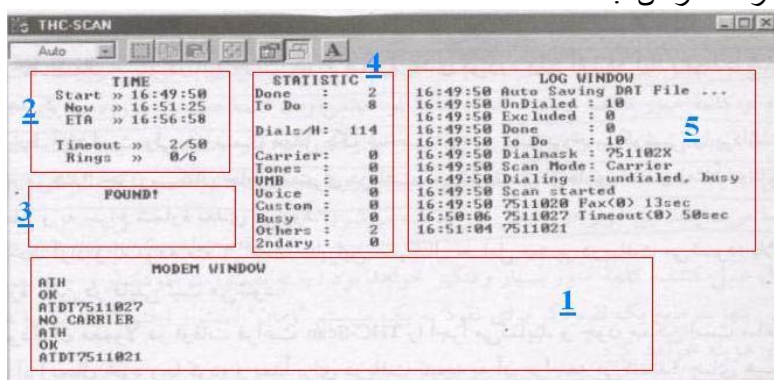 THC-SCAN
Auto
A
TIME
Start » 16:49:50
Now » 16:51:25
ETA » 16:56:58
Timeout » 2/50
Rings » 0/6
2
STATISTIC
4
Done : 2
To Do : 8
Dials/H: 114
Carrier: 0
Tones : 0
VMB : 0
Voice : 0
Custom : 0
Busy : 0
Others : 2
2ndary : 0
LOG WINDOW
16:49:50 Auto Saving DAT File ...
16:49:50 UnDialed : 10
16:49:50 Excluded : 0
16:49:50 Done : 0
16:49:50 To Do : 10
16:49:50 Dialmask : 751102X
16:49:50 Scan Mode: Carrier
16:49:50 Dialing : undialed, busy
16:49:50 Scan started
16:49:50 7511020 Fax(0) 13sec
16:50:06 7511027 Timeout(0) 50sec
16:51:04 7511021
5
FOUND!
3
MODEM WINDOW
ATH
OK
ATDT7511027
NO CARRIER
ATH
OK
ATDT7511021
1